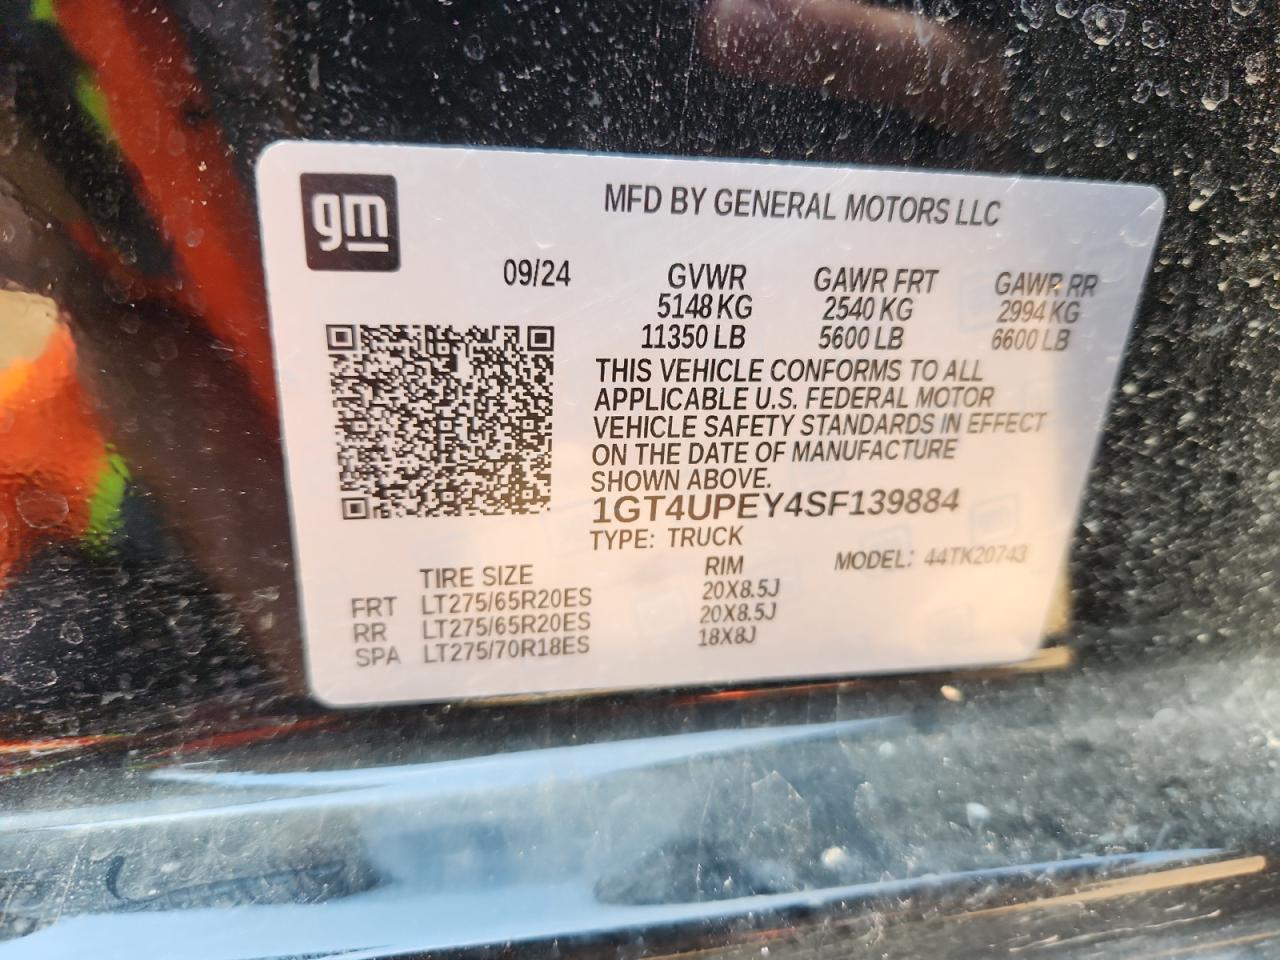 gm
MFD BY GENERAL MOTORS LLC
09/24 GVWR GAWR FRT GAWR RR
5148 KG 2540 KG 2994 KG
11350 LB 5600 LB 6600 LB
THIS VEHICLE CONFORMS TO ALL
APPLICABLE U.S. FEDERAL MOTOR
VEHICLE SAFETY STANDARDS IN EFFECT
ON THE DATE OF MANUFACTURE
SHOWN ABOVE.
1GT4UPEY4SF139884
TYPE: TRUCK MODEL: 44TK20743
TIRE SIZE RIM
FRT LT275/65R20ES 20X8.5J
RR LT275/65R20ES 20X8.5J
SPA LT275/70R18ES 18X8J